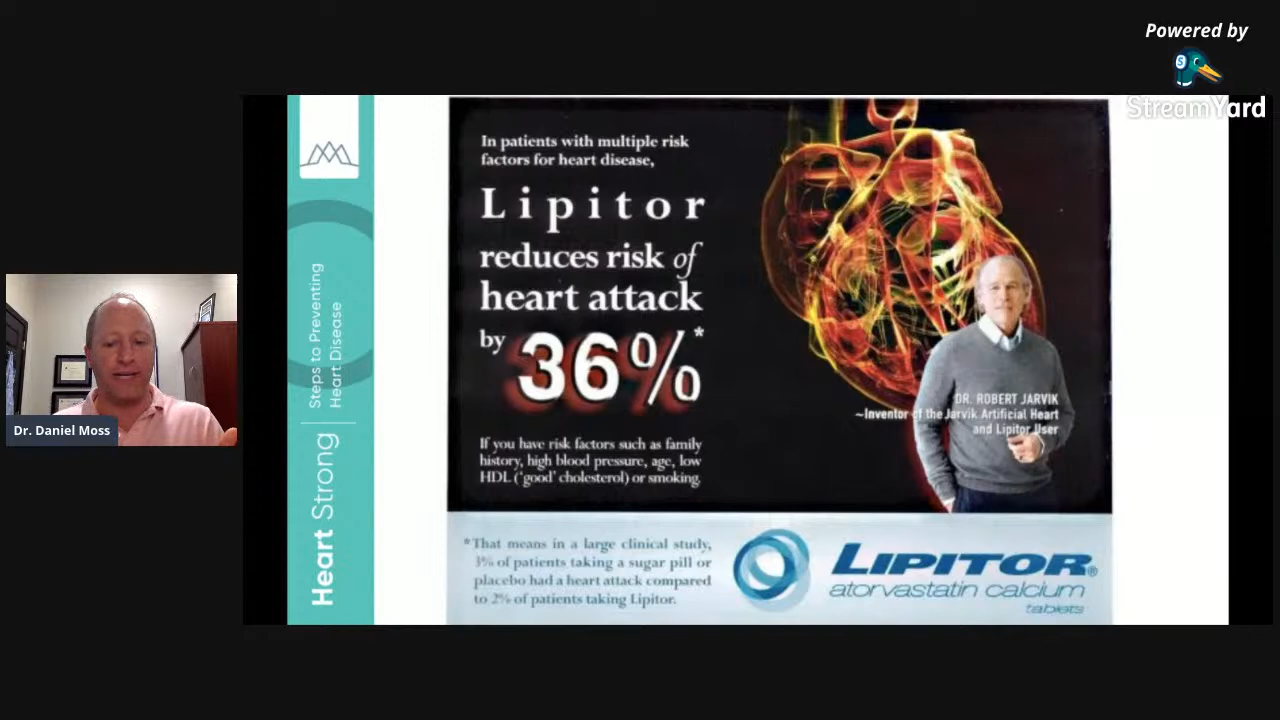 Powered by
StreamYard
In patients with multiple risk
factors for heart disease,
Lipitor
reduces risk of
heart attack
by 36%*
If you have risk factors such as family
history, high blood pressure, age, low
HDL ('good' cholesterol) or smoking.
DR. ROBERT JARVIK
~Inventor of the Jarvik Artificial Heart
and Lipitor User
*That means in a large clinical study,
3% of patients taking a sugar pill or
placebo had a heart attack compared
to 2% of patients taking Lipitor.
LIPITOR®
atorvastatin calcium
tablets
Heart Strong
Steps to Preventing
Heart Disease
Dr. Daniel Moss